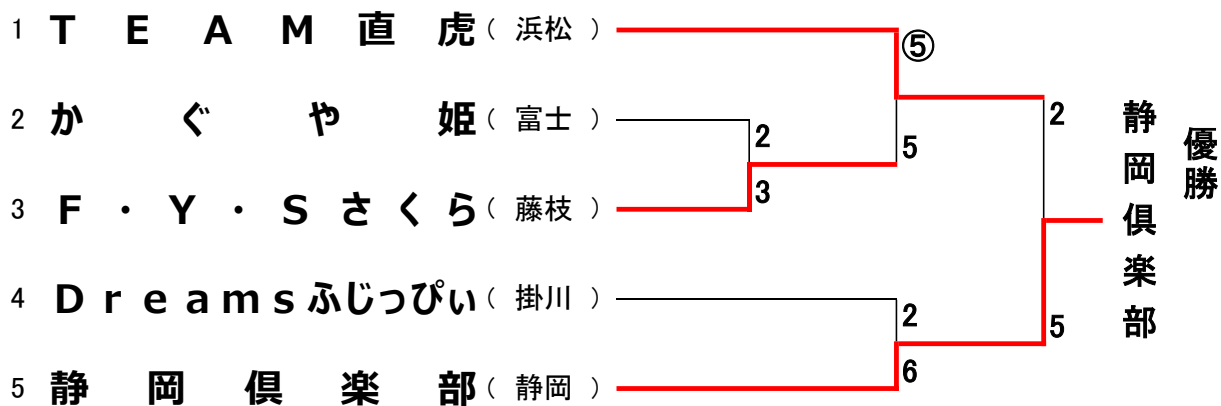 1 TEAM直虎（浜松）
⑤
2 かぐや姫（富士）
2
2
5
3 F・Y・Sさくら（藤枝）
3
4 Dreamsふじっぴぃ（掛川）
2
5
5 静岡倶楽部（静岡）
6
静岡倶楽部
優勝